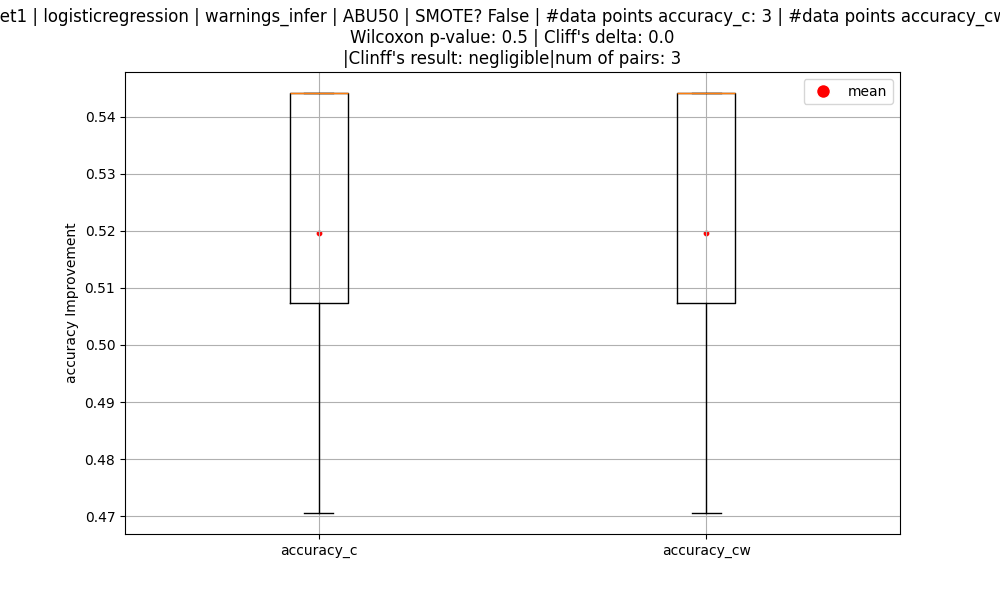 et1 | logisticregression | warnings_infer | ABU50 | SMOTE? False | #data points accuracy_c: 3 | #data points accuracy_cw
Wilcoxon p-value: 0.5 | Cliff's delta: 0.0
|Clinff's result: negligible|num of pairs: 3
mean
0.54
0.53
0.52
0.51
0.50
0.49
0.48
0.47
accuracy Improvement
accuracy_c
accuracy_cw